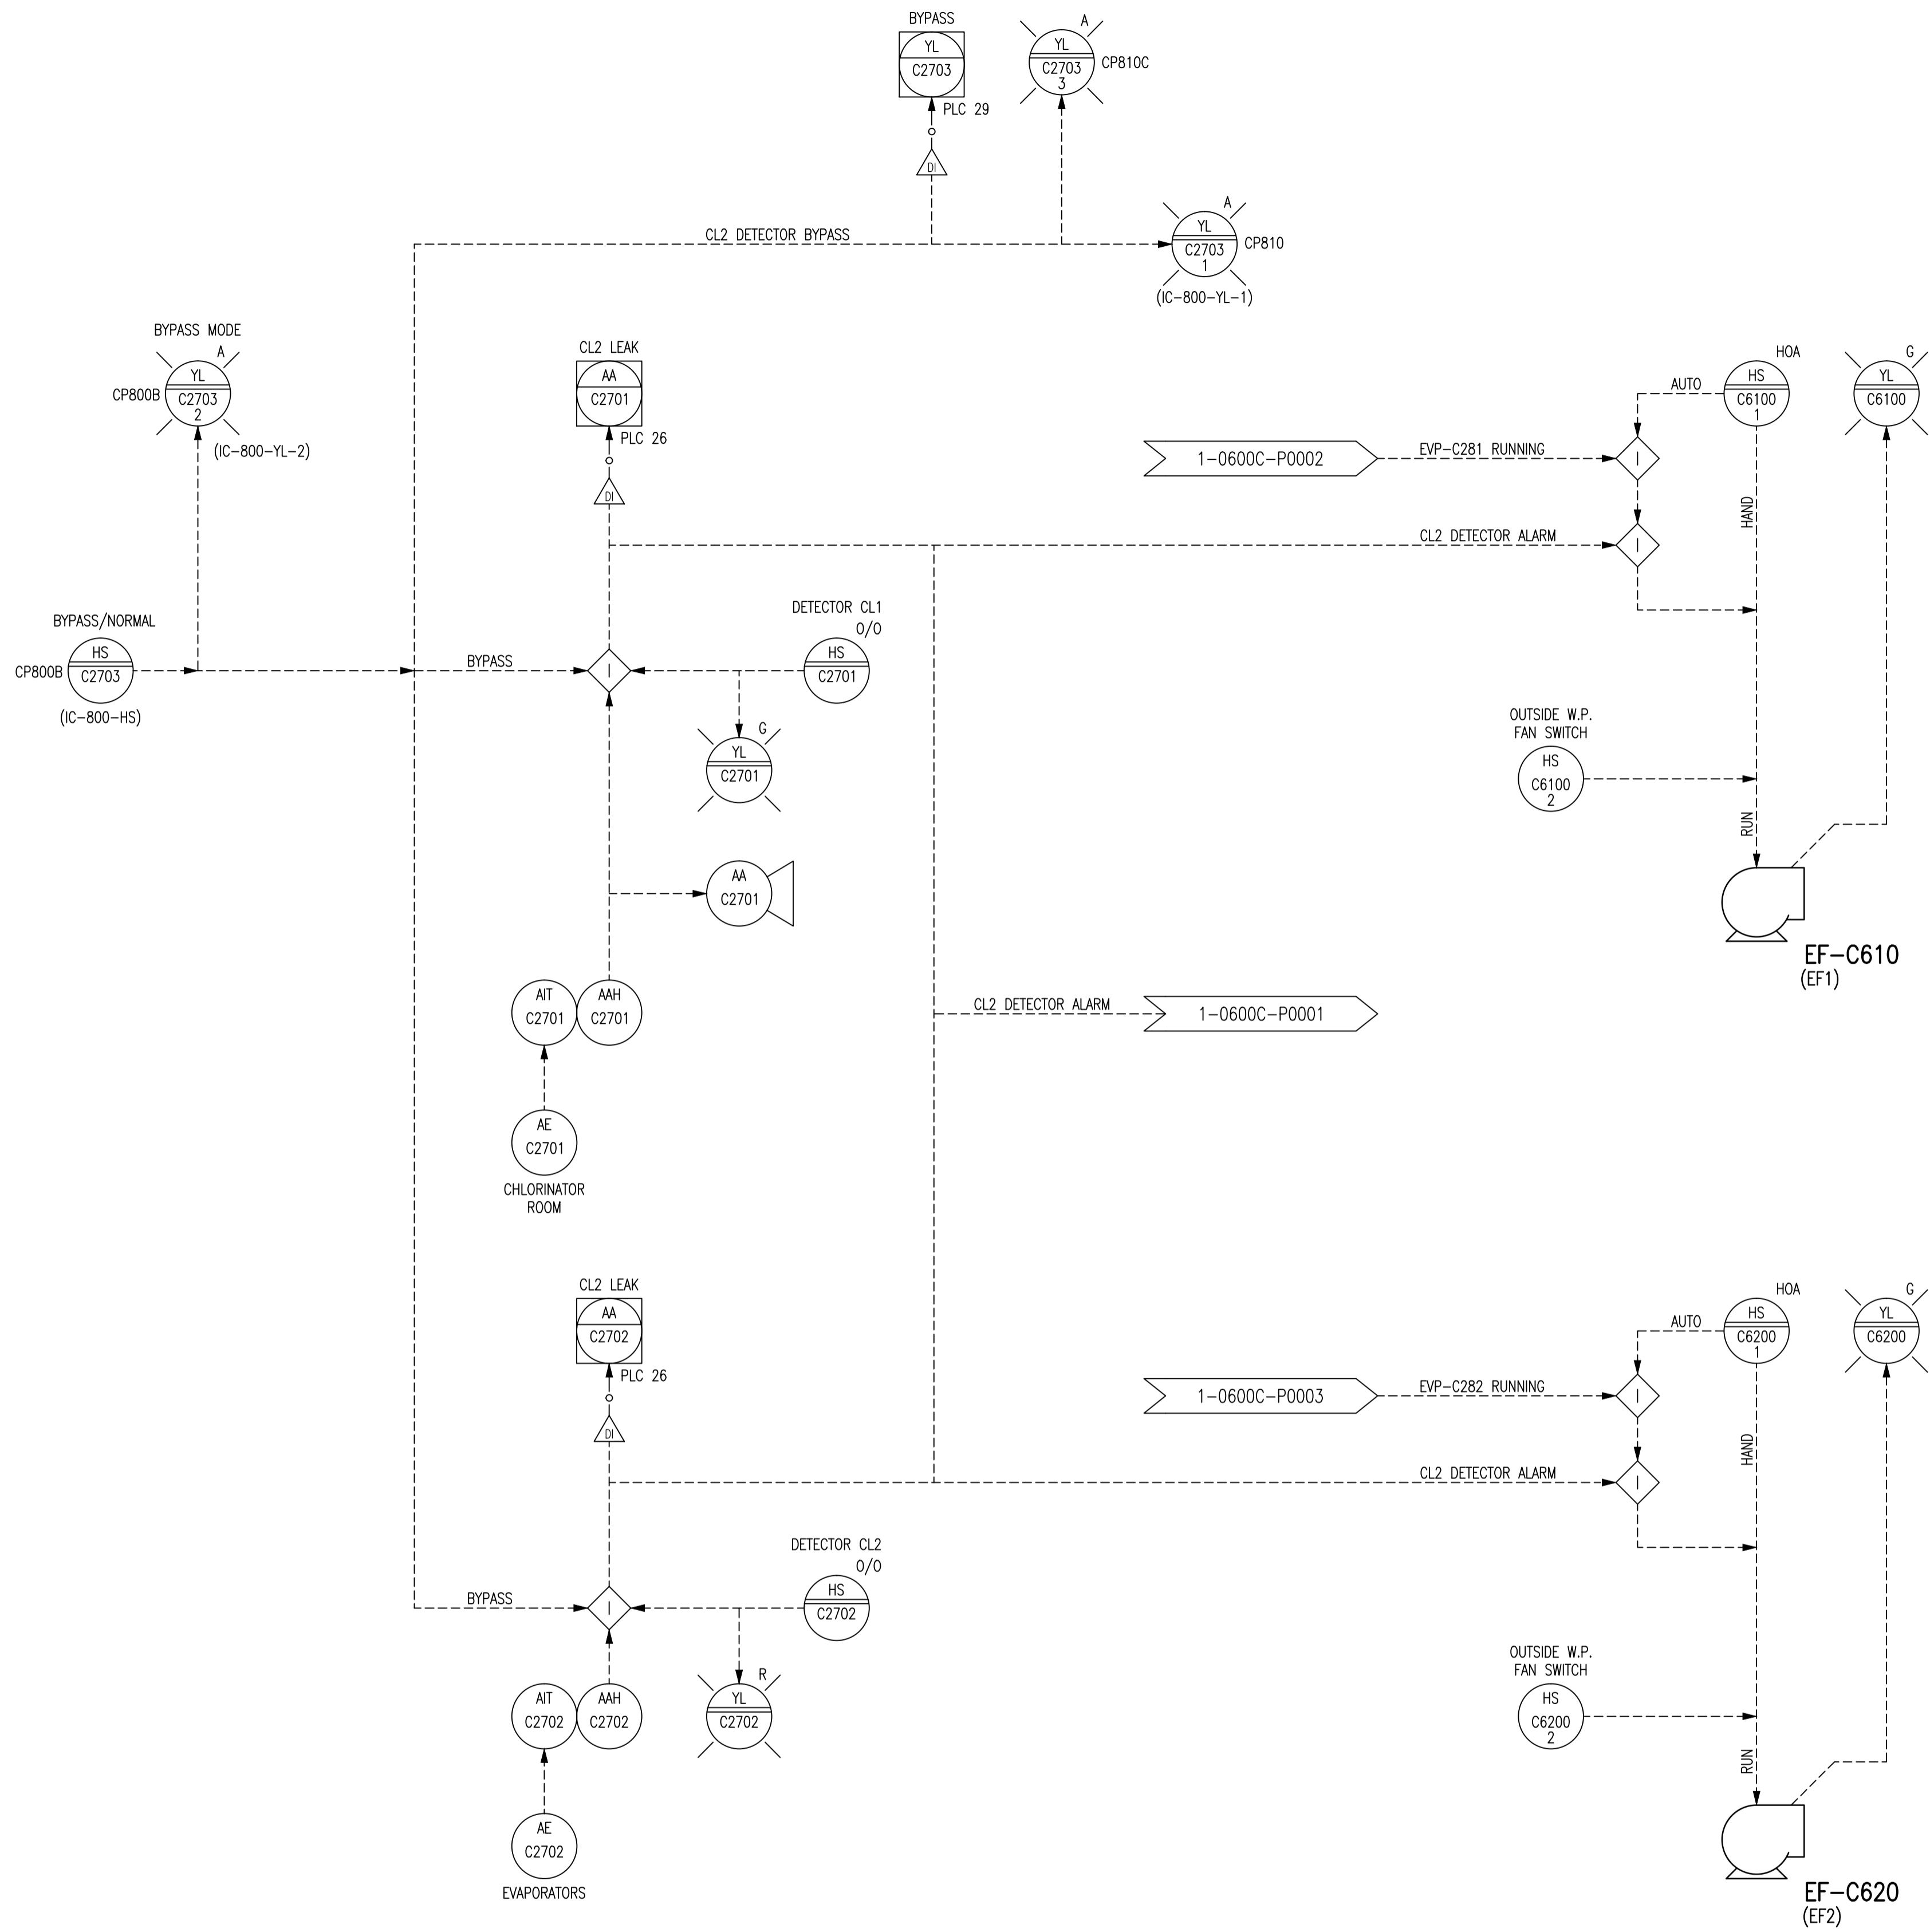 BYPASS
YL
C2703
PLC 29
DI
A
YL
C2703
3
CP810C
CL2 DETECTOR BYPASS
A
YL
C2703
1
CP810
(IC-800-YL-1)
BYPASS MODE
A
YL
C2703
2
CP800B
(IC-800-YL-2)
CL2 LEAK
AA
C2701
PLC 26
DI
HOA
HS
C6100
1
AUTO
G
YL
C6100
1-0600C-P0002
EVP-C281 RUNNING
I
HAND
CL2 DETECTOR ALARM
I
BYPASS/NORMAL
HS
C2703
CP800B
(IC-800-HS)
BYPASS
I
DETECTOR CL1
O/O
HS
C2701
G
YL
C2701
OUTSIDE W.P.
FAN SWITCH
HS
C6100
2
RUN
AA
C2701
EF-C610
(EF1)
AIT
C2701
AAH
C2701
CL2 DETECTOR ALARM
1-0600C-P0001
AE
C2701
CHLORINATOR
ROOM
CL2 LEAK
AA
C2702
PLC 26
DI
HOA
HS
C6200
1
AUTO
G
YL
C6200
1-0600C-P0003
EVP-C282 RUNNING
I
HAND
CL2 DETECTOR ALARM
I
DETECTOR CL2
O/O
HS
C2702
BYPASS
I
R
YL
C2702
AIT
C2702
AAH
C2702
OUTSIDE W.P.
FAN SWITCH
HS
C6200
2
RUN
AE
C2702
EVAPORATORS
EF-C620
(EF2)